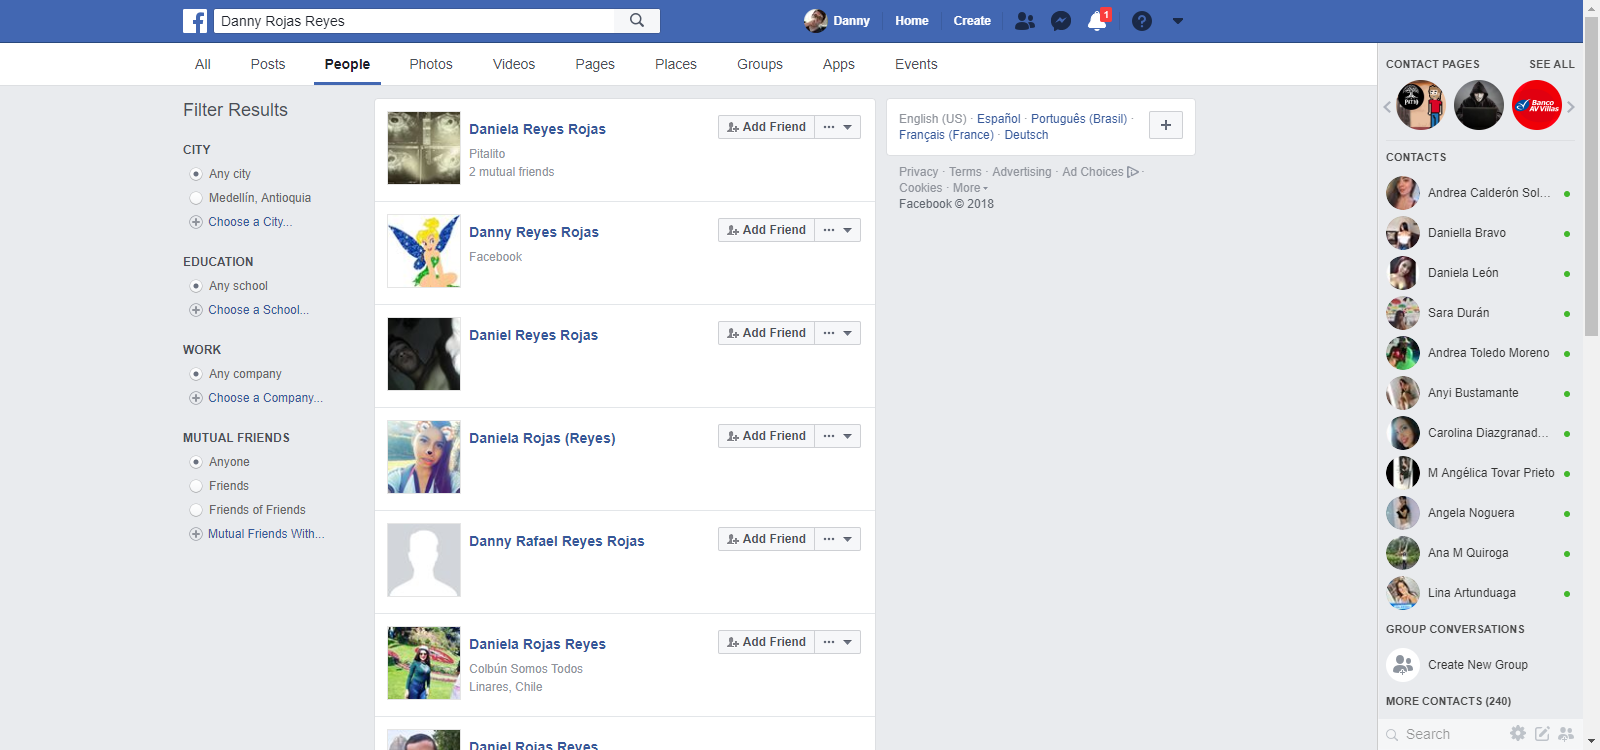 Danny Rojas Reyes
Danny
Home
Create
1
All
Posts
People
Photos
Videos
Pages
Places
Groups
Apps
Events
Filter Results
CITY
Any city
Medellín, Antioquia
Choose a City...
EDUCATION
Any school
Choose a School...
WORK
Any company
Choose a Company...
MUTUAL FRIENDS
Anyone
Friends
Friends of Friends
Mutual Friends With...
Daniela Reyes Rojas
Pitalito
2 mutual friends
Add Friend
Danny Reyes Rojas
Facebook
Add Friend
Daniel Reyes Rojas
Add Friend
Daniela Rojas (Reyes)
Add Friend
Danny Rafael Reyes Rojas
Add Friend
Daniela Rojas Reyes
Colbún Somos Todos
Linares, Chile
Add Friend
Daniel Rojas Reyes
English (US) · Español · Português (Brasil) ·
Français (France) · Deutsch
Privacy · Terms · Advertising · Ad Choices ·
Cookies · More
Facebook © 2018
CONTACT PAGES
SEE ALL
Banco
AV Villas
CONTACTS
Andrea Calderón Sol...
Daniella Bravo
Daniela León
Sara Durán
Andrea Toledo Moreno
Anyi Bustamante
Carolina Diazgranad...
M Angélica Tovar Prieto
Angela Noguera
Ana M Quiroga
Lina Artunduaga
GROUP CONVERSATIONS
Create New Group
MORE CONTACTS (240)
Search